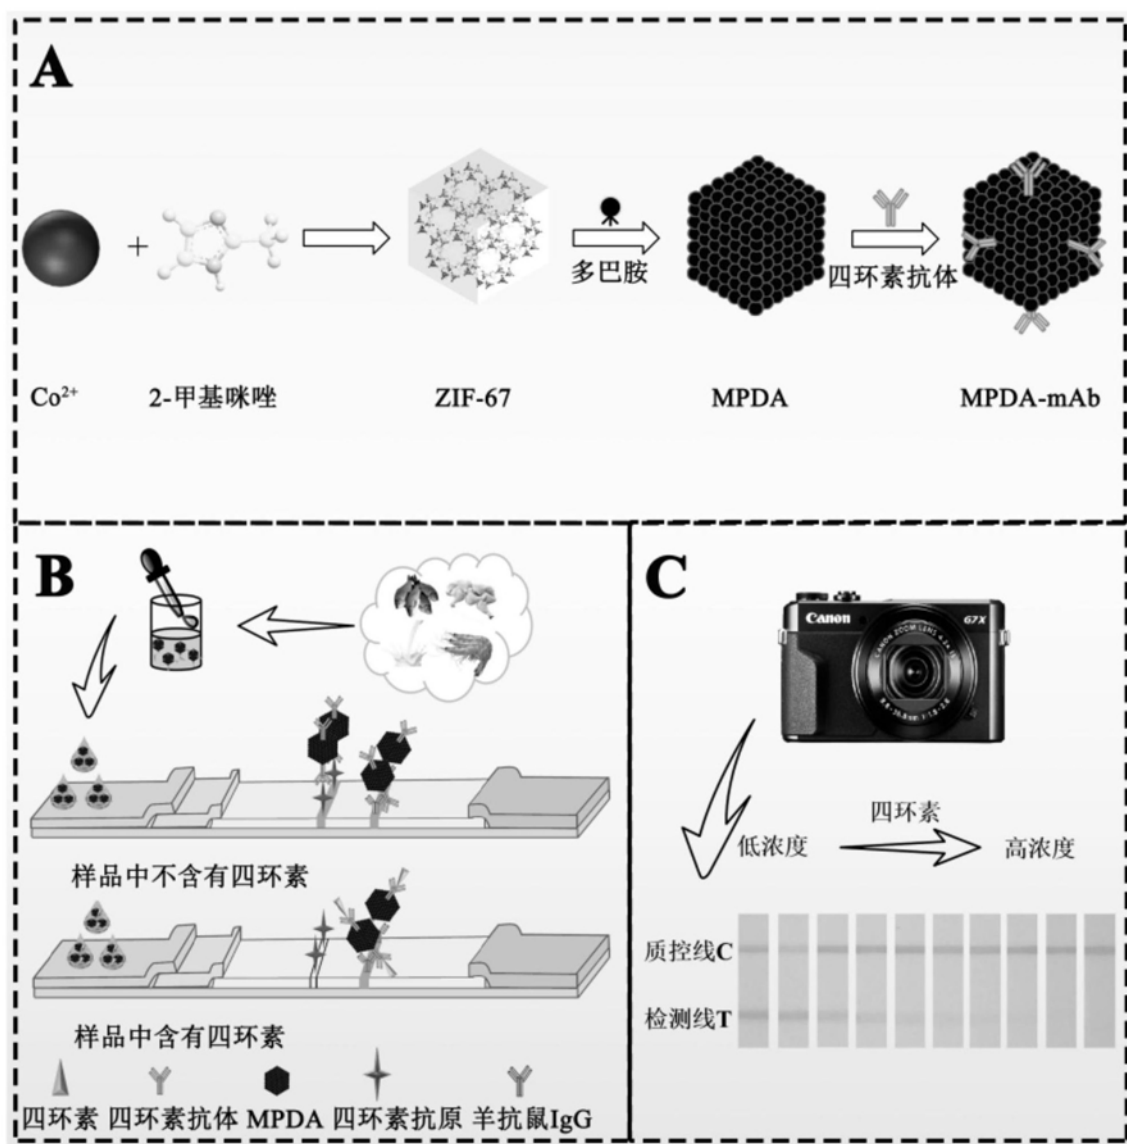 A
多巴胺
四环素抗体
Co²⁺
2-甲基咪唑
ZIF-67
MPDA
MPDA-mAb
B
样品中不含有四环素
样品中含有四环素
四环素 四环素抗体 MPDA 四环素抗原 羊抗鼠IgG
C
Canon
G7X
四环素
低浓度
高浓度
质控线C
检测线T